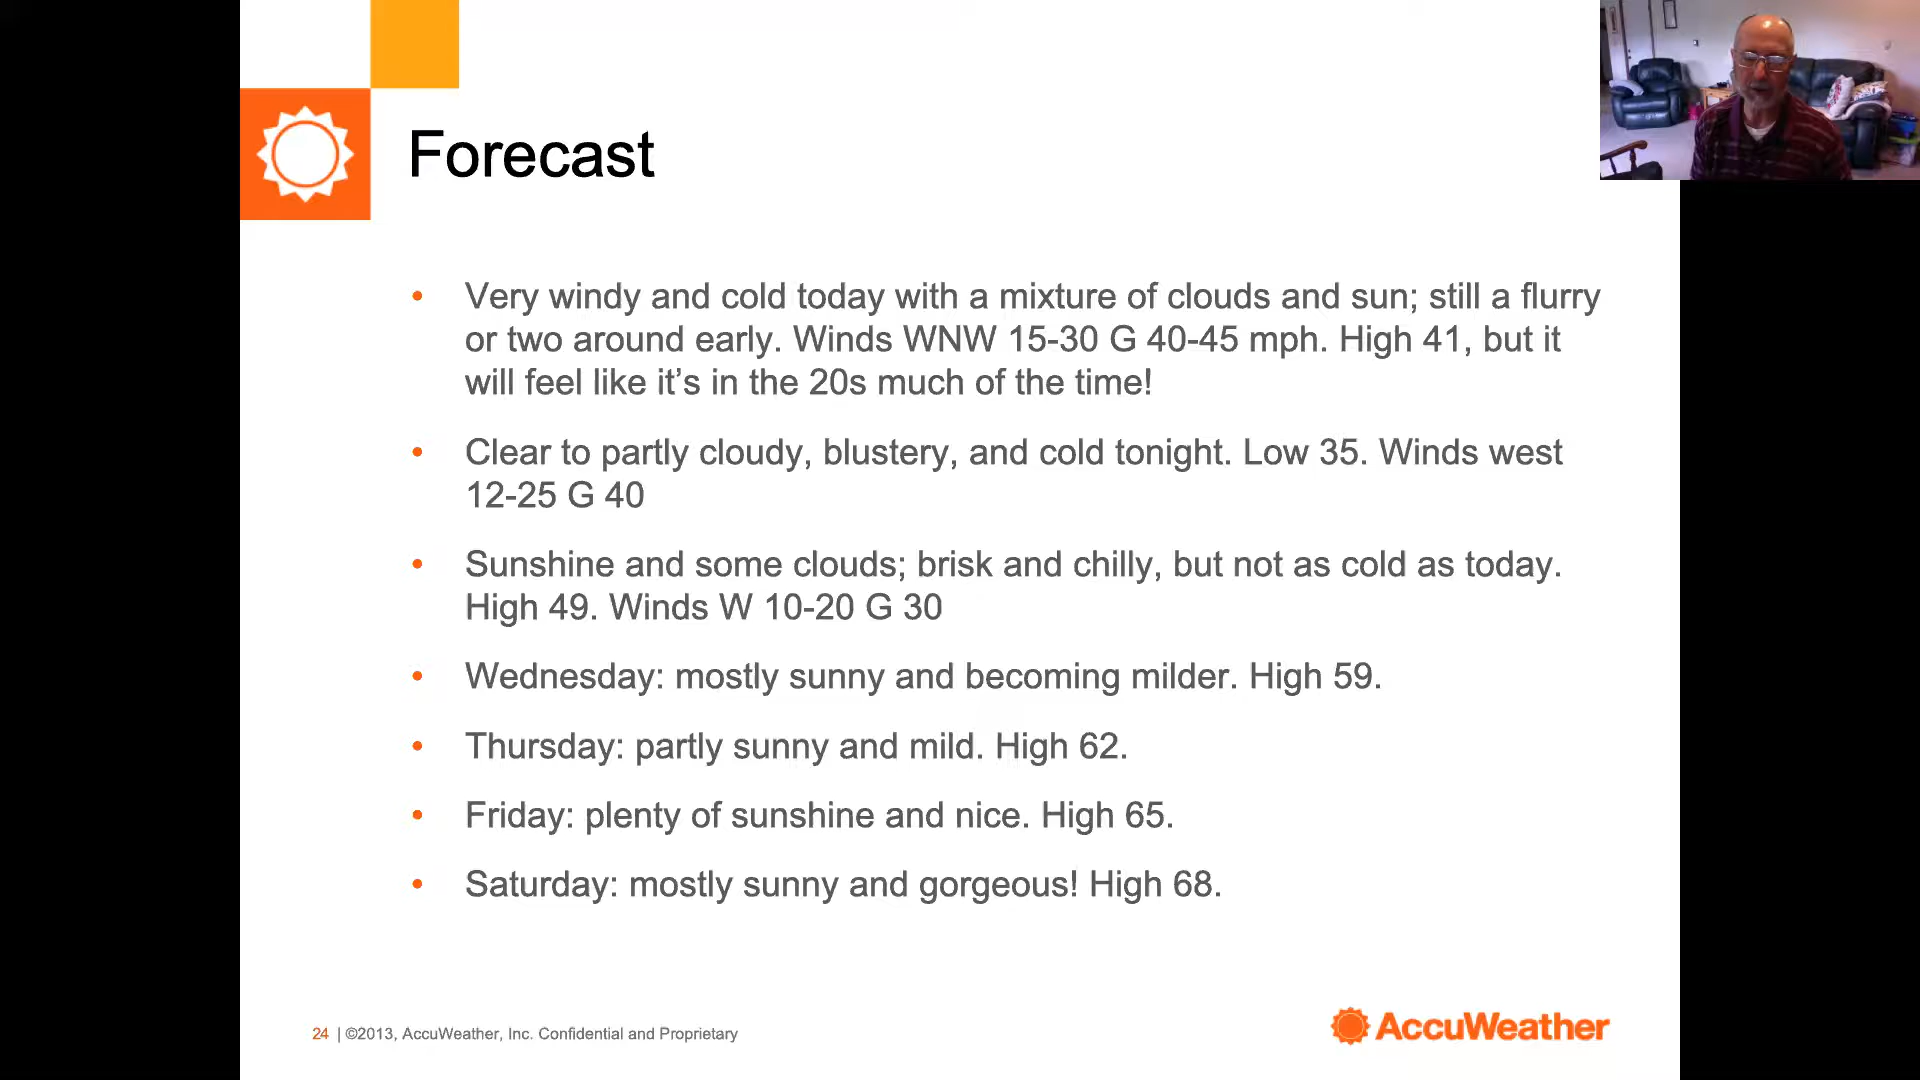 Forecast
• Very windy and cold today with a mixture of clouds and sun; still a flurry
or two around early. Winds WNW 15-30 G 40-45 mph. High 41, but it
will feel like it’s in the 20s much of the time!
• Clear to partly cloudy, blustery, and cold tonight. Low 35. Winds west
12-25 G 40
• Sunshine and some clouds; brisk and chilly, but not as cold as today.
High 49. Winds W 10-20 G 30
• Wednesday: mostly sunny and becoming milder. High 59.
• Thursday: partly sunny and mild. High 62.
• Friday: plenty of sunshine and nice. High 65.
• Saturday: mostly sunny and gorgeous! High 68.
24 | ©2013, AccuWeather, Inc. Confidential and Proprietary
AccuWeather